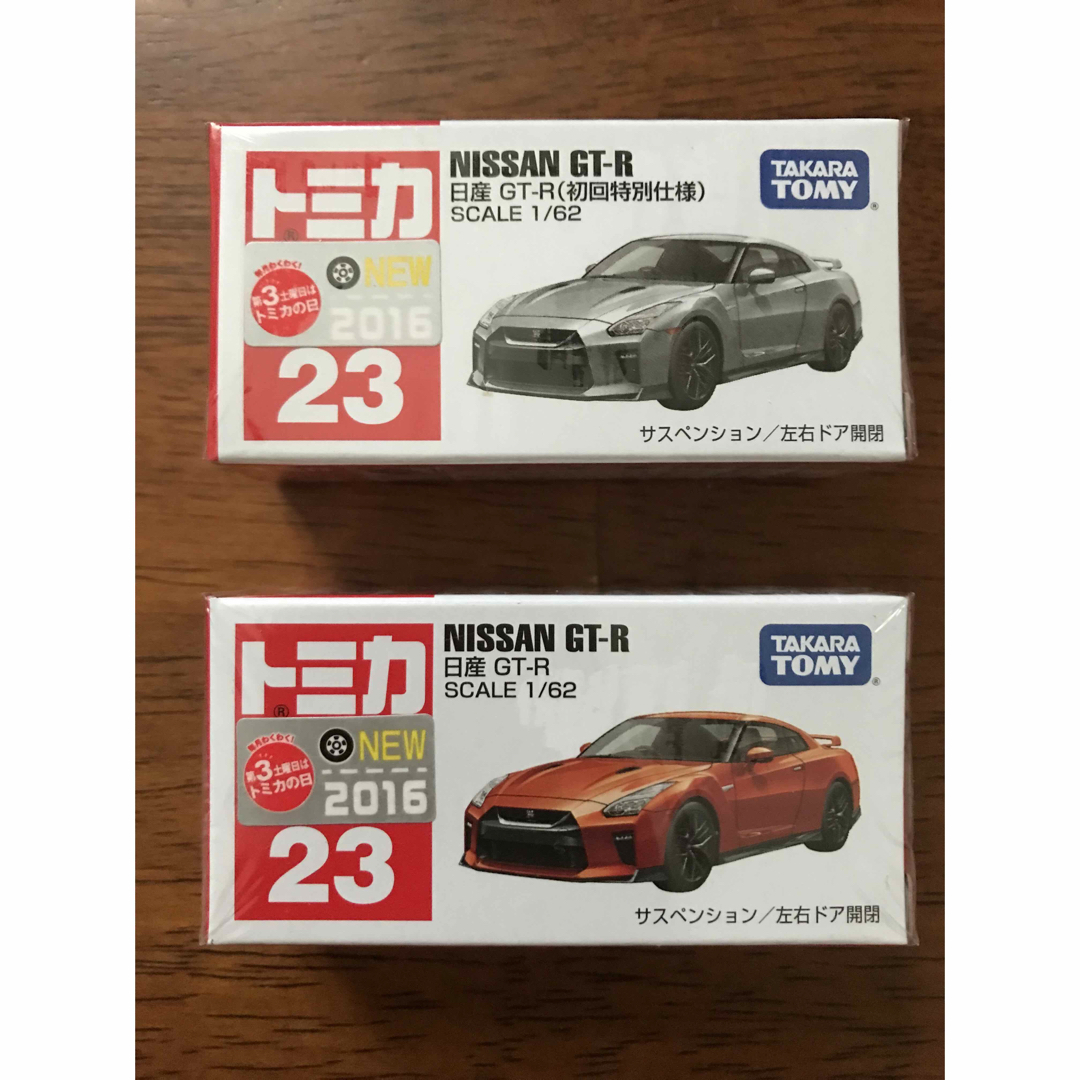 トミカ
®
毎月わくわく!
第3土曜日は
トミカの日
NEW
2016
23
NISSAN GT-R
日産 GT-R(初回特別仕様)
SCALE 1/62
TAKARA
TOMY
®
サスペンション/左右ドア開閉
トミカ
®
毎月わくわく!
第3土曜日は
トミカの日
NEW
2016
23
NISSAN GT-R
日産 GT-R
SCALE 1/62
TAKARA
TOMY
®
サスペンション/左右ドア開閉